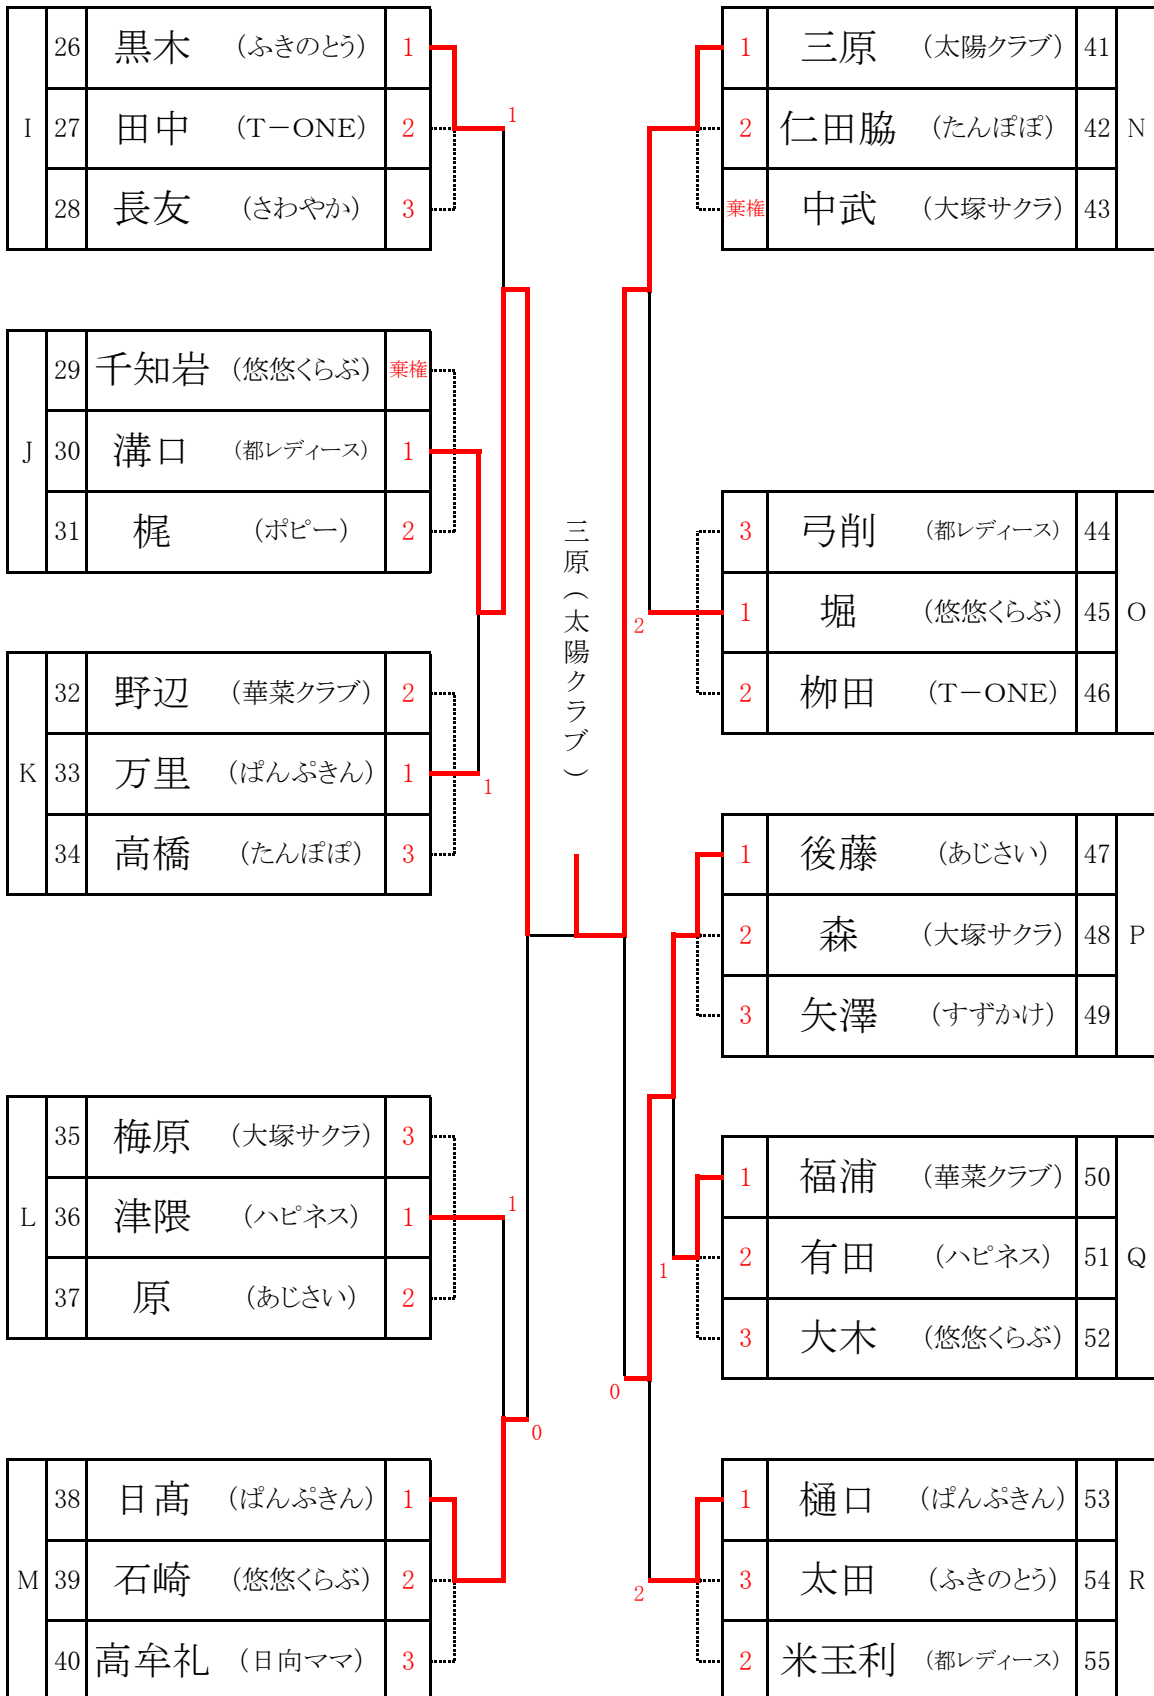 I
26 黒木 (ふきのとう) 1
27 田中 (T－ONE) 2
28 長友 (さわやか) 3
1
J
29 千知岩 (悠悠くらぶ) 棄権
30 溝口 (都レディース) 1
31 梶 (ポピー) 2
K
32 野辺 (華菜クラブ) 2
33 万里 (ぱんぷきん) 1
34 高橋 (たんぽぽ) 3
1
L
35 梅原 (大塚サクラ) 3
36 津隈 (ハピネス) 1
37 原 (あじさい) 2
1
0
M
38 日髙 (ぱんぷきん) 1
39 石崎 (悠悠くらぶ) 2
40 高牟礼 (日向ママ) 3
三原(太陽クラブ)
1 三原 (太陽クラブ) 41
2 仁田脇 (たんぽぽ) 42
棄権 中武 (大塚サクラ) 43
N
3 弓削 (都レディース) 44
1 堀 (悠悠くらぶ) 45
2 栁田 (T－ONE) 46
O
2
1 後藤 (あじさい) 47
2 森 (大塚サクラ) 48
3 矢澤 (すずかけ) 49
P
1 福浦 (華菜クラブ) 50
2 有田 (ハピネス) 51
3 大木 (悠悠くらぶ) 52
Q
1
0
1 樋口 (ぱんぷきん) 53
3 太田 (ふきのとう) 54
2 米玉利 (都レディース) 55
R
2